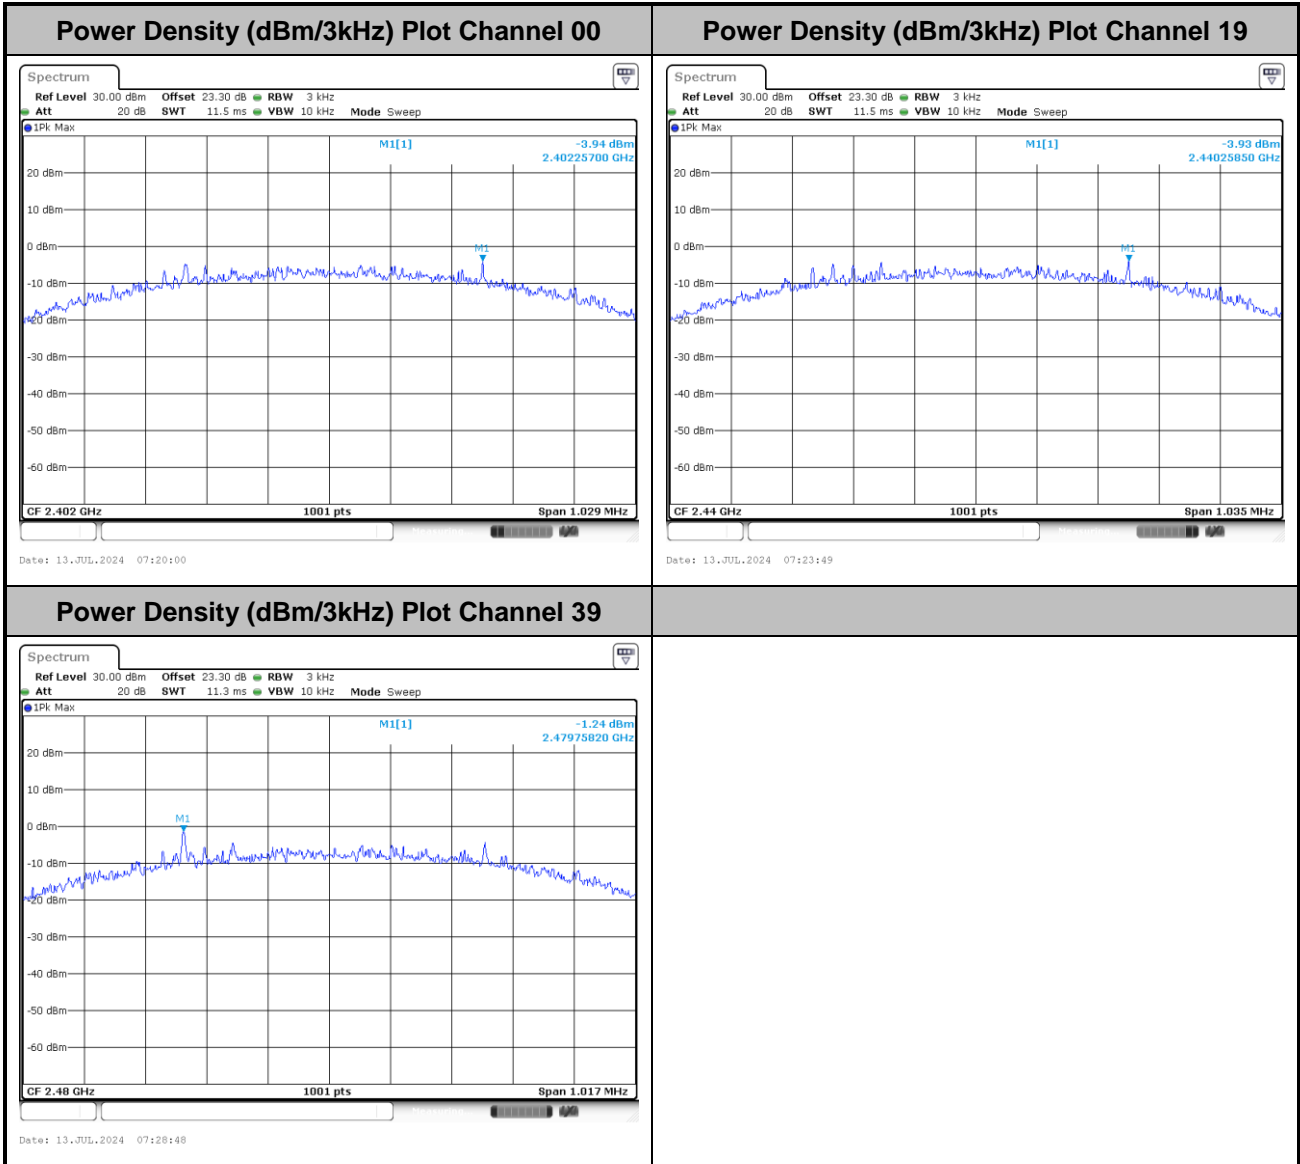 Power Density (dBm/3kHz) Plot Channel 00
Power Density (dBm/3kHz) Plot Channel 19
Spectrum
Ref Level 30.00 dBm Offset 23.30 dB RBW 3 kHz
Att 20 dB SWT 11.5 ms VBW 10 kHz Mode Sweep
1Pk Max
M1[1] -3.94 dBm
2.40225700 GHz
20 dBm
10 dBm
M1
0 dBm
-10 dBm
-20 dBm
-30 dBm
-40 dBm
-50 dBm
-60 dBm
CF 2.402 GHz 1001 pts Span 1.029 MHz
Date: 13.JUL.2024 07:20:00
Spectrum
Ref Level 30.00 dBm Offset 23.30 dB RBW 3 kHz
Att 20 dB SWT 11.5 ms VBW 10 kHz Mode Sweep
1Pk Max
M1[1] -3.93 dBm
2.44025850 GHz
20 dBm
10 dBm
M1
0 dBm
-10 dBm
-20 dBm
-30 dBm
-40 dBm
-50 dBm
-60 dBm
CF 2.44 GHz 1001 pts Span 1.035 MHz
Date: 13.JUL.2024 07:23:49
Power Density (dBm/3kHz) Plot Channel 39
Spectrum
Ref Level 30.00 dBm Offset 23.30 dB RBW 3 kHz
Att 20 dB SWT 11.3 ms VBW 10 kHz Mode Sweep
1Pk Max
M1[1] -1.24 dBm
2.47975820 GHz
20 dBm
10 dBm
M1
0 dBm
-10 dBm
-20 dBm
-30 dBm
-40 dBm
-50 dBm
-60 dBm
CF 2.48 GHz 1001 pts Span 1.017 MHz
Date: 13.JUL.2024 07:28:48